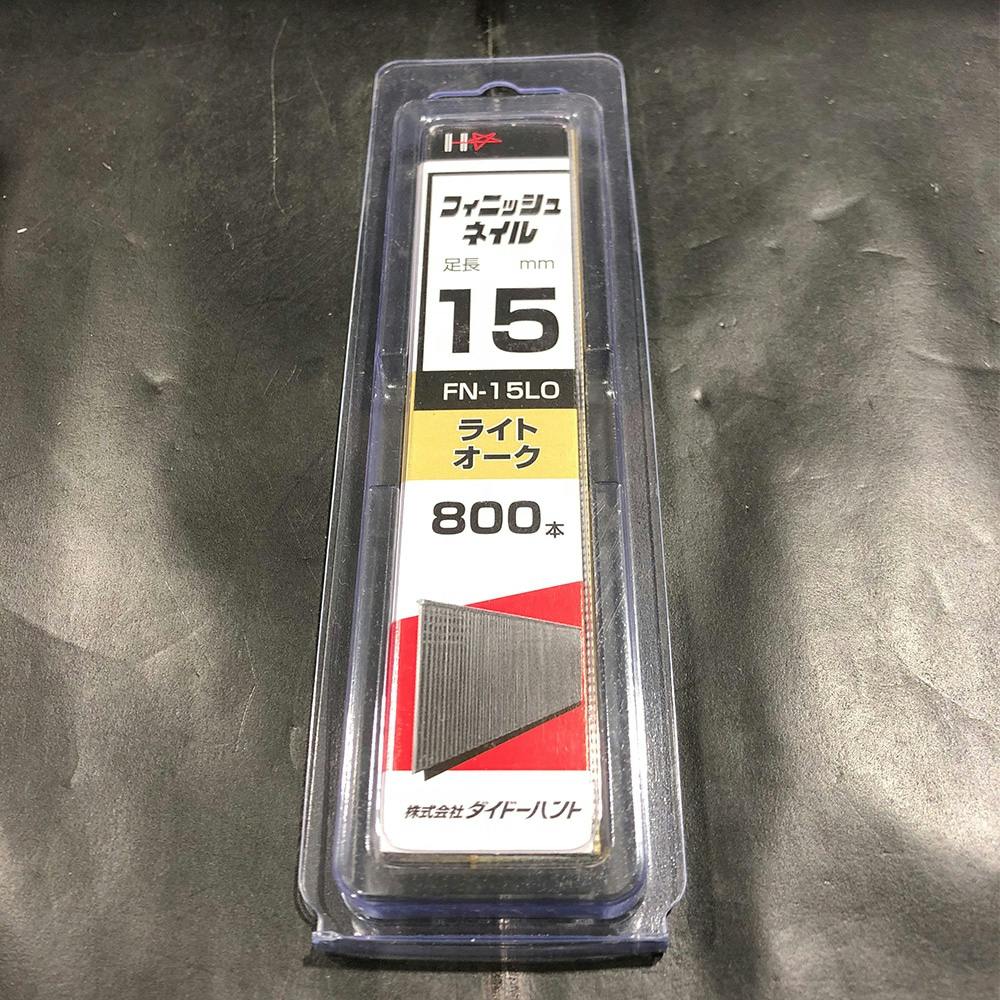 H
フィニッシュ
ネイル
足長 mm
15
FN-15LO
ライト
オーク
800本
株式会社 ダイドーハント